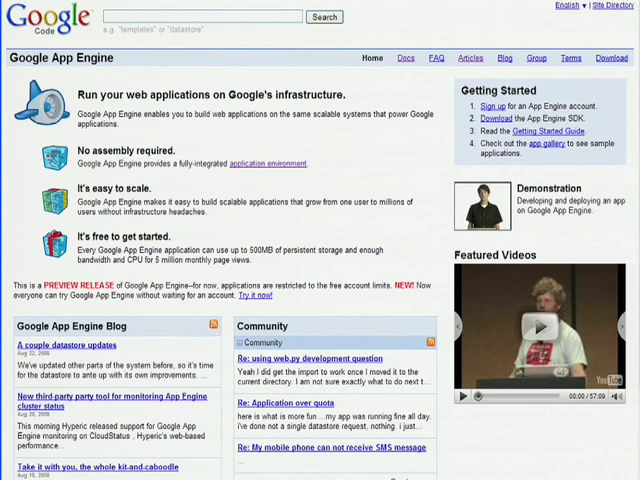 Google
Code
Search
e.g. "templates" or "datastore"
English ▼ | Site Directory
Google App Engine
Home Docs FAQ Articles Blog Group Terms Download
Run your web applications on Google's infrastructure.
Google App Engine enables you to build web applications on the same scalable systems that power Google
applications.
No assembly required.
Google App Engine provides a fully-integrated application environment.
It's easy to scale.
Google App Engine makes it easy to build scalable applications that grow from one user to millions of
users without infrastructure headaches.
It's free to get started.
Every Google App Engine application can use up to 500MB of persistent storage and enough
bandwidth and CPU for 5 million monthly page views.
This is a PREVIEW RELEASE of Google App Engine--for now, applications are restricted to the free account limits. NEW! Now
everyone can try Google App Engine without waiting for an account. Try it now!
Getting Started
1. Sign up for an App Engine account.
2. Download the App Engine SDK.
3. Read the Getting Started Guide.
4. Check out the app gallery to see sample
applications.
Demonstration
Developing and deploying an app
on Google App Engine.
Featured Videos
YouTube
00:00 / 57:09
Google App Engine Blog
A couple datastore updates
Aug 22, 2008
We've updated other parts of the system before, so it's time
for the datastore to ante up with its own improvements. ...
New third-party party tool for monitoring App Engine
cluster status
Aug 20, 2008
This morning Hyperic released support for Google App
Engine monitoring on CloudStatus , Hyperic's web-based
performance...
Take it with you, the whole kit-and-caboodle
Aug 18, 2008
Community
Community
Re: using web.py development question
Yeah I did get the import to work once I moved it to the
current directory. I am not sure exactly what to do next t...
Re: Application over quota
here is what is more fun....my app was running fine all day.
i've done not a single datastore request, nothing. i just...
Re: My mobile phone can not receive SMS message
...